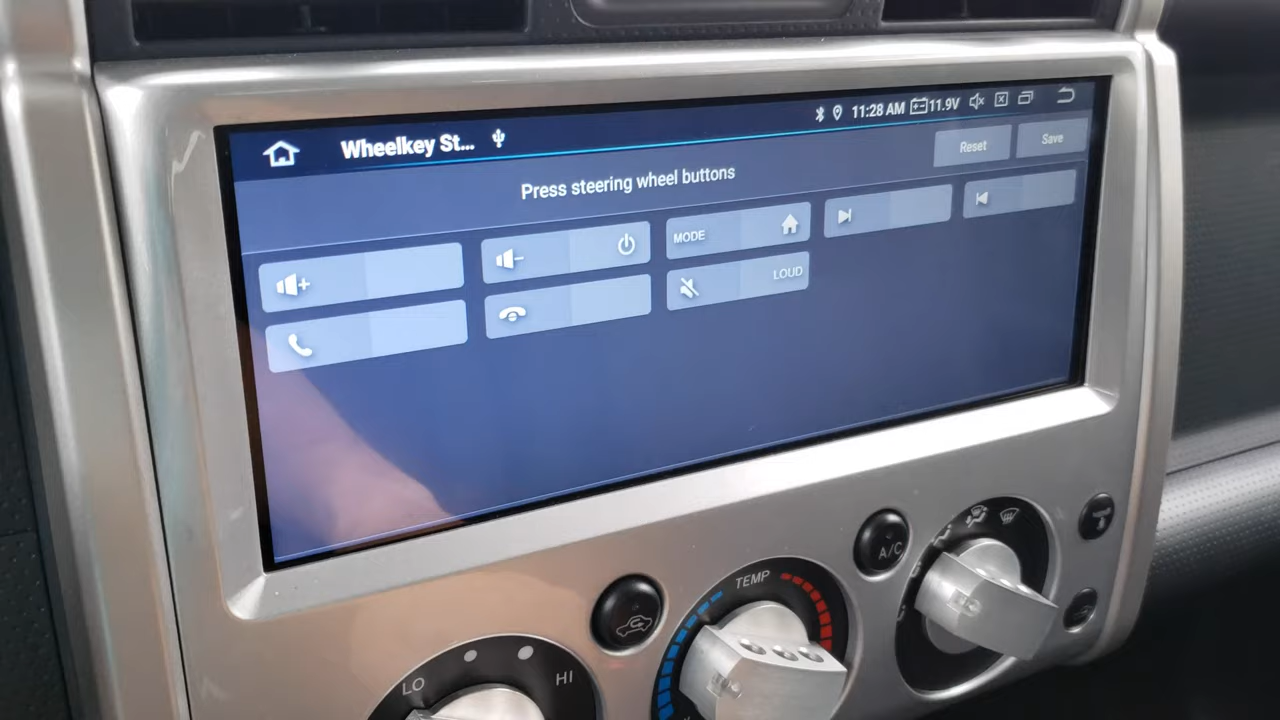 Wheelkey St... 11:28 AM 11.9V
Reset Save
Press steering wheel buttons
MODE
LOUD
A/C
TEMP
LO HI